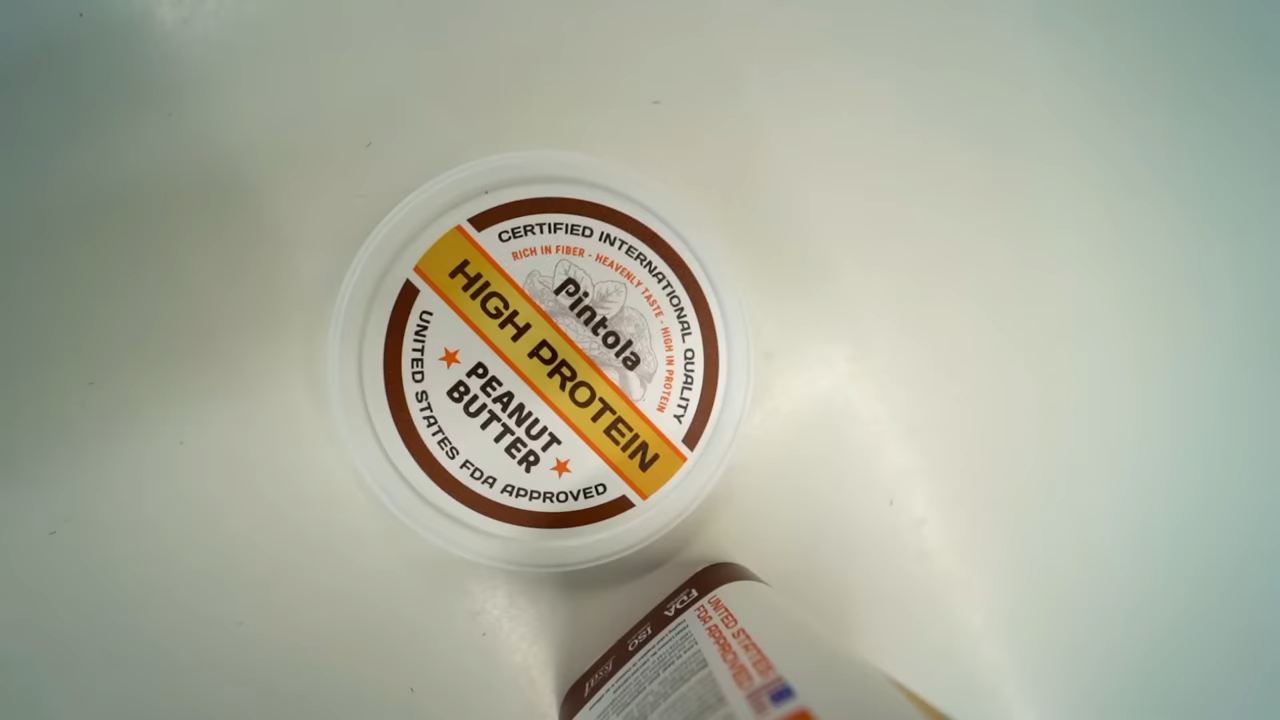 CERTIFIED INTERNATIONAL QUALITY
RICH IN FIBER - HEAVENLY TASTE - HIGH IN PROTEIN
Pintola
HIGH PROTEIN
PEANUT
BUTTER
UNITED STATES FDA APPROVED
FDA
ISO
fssai
UNITED STATES
FDA APPROVED